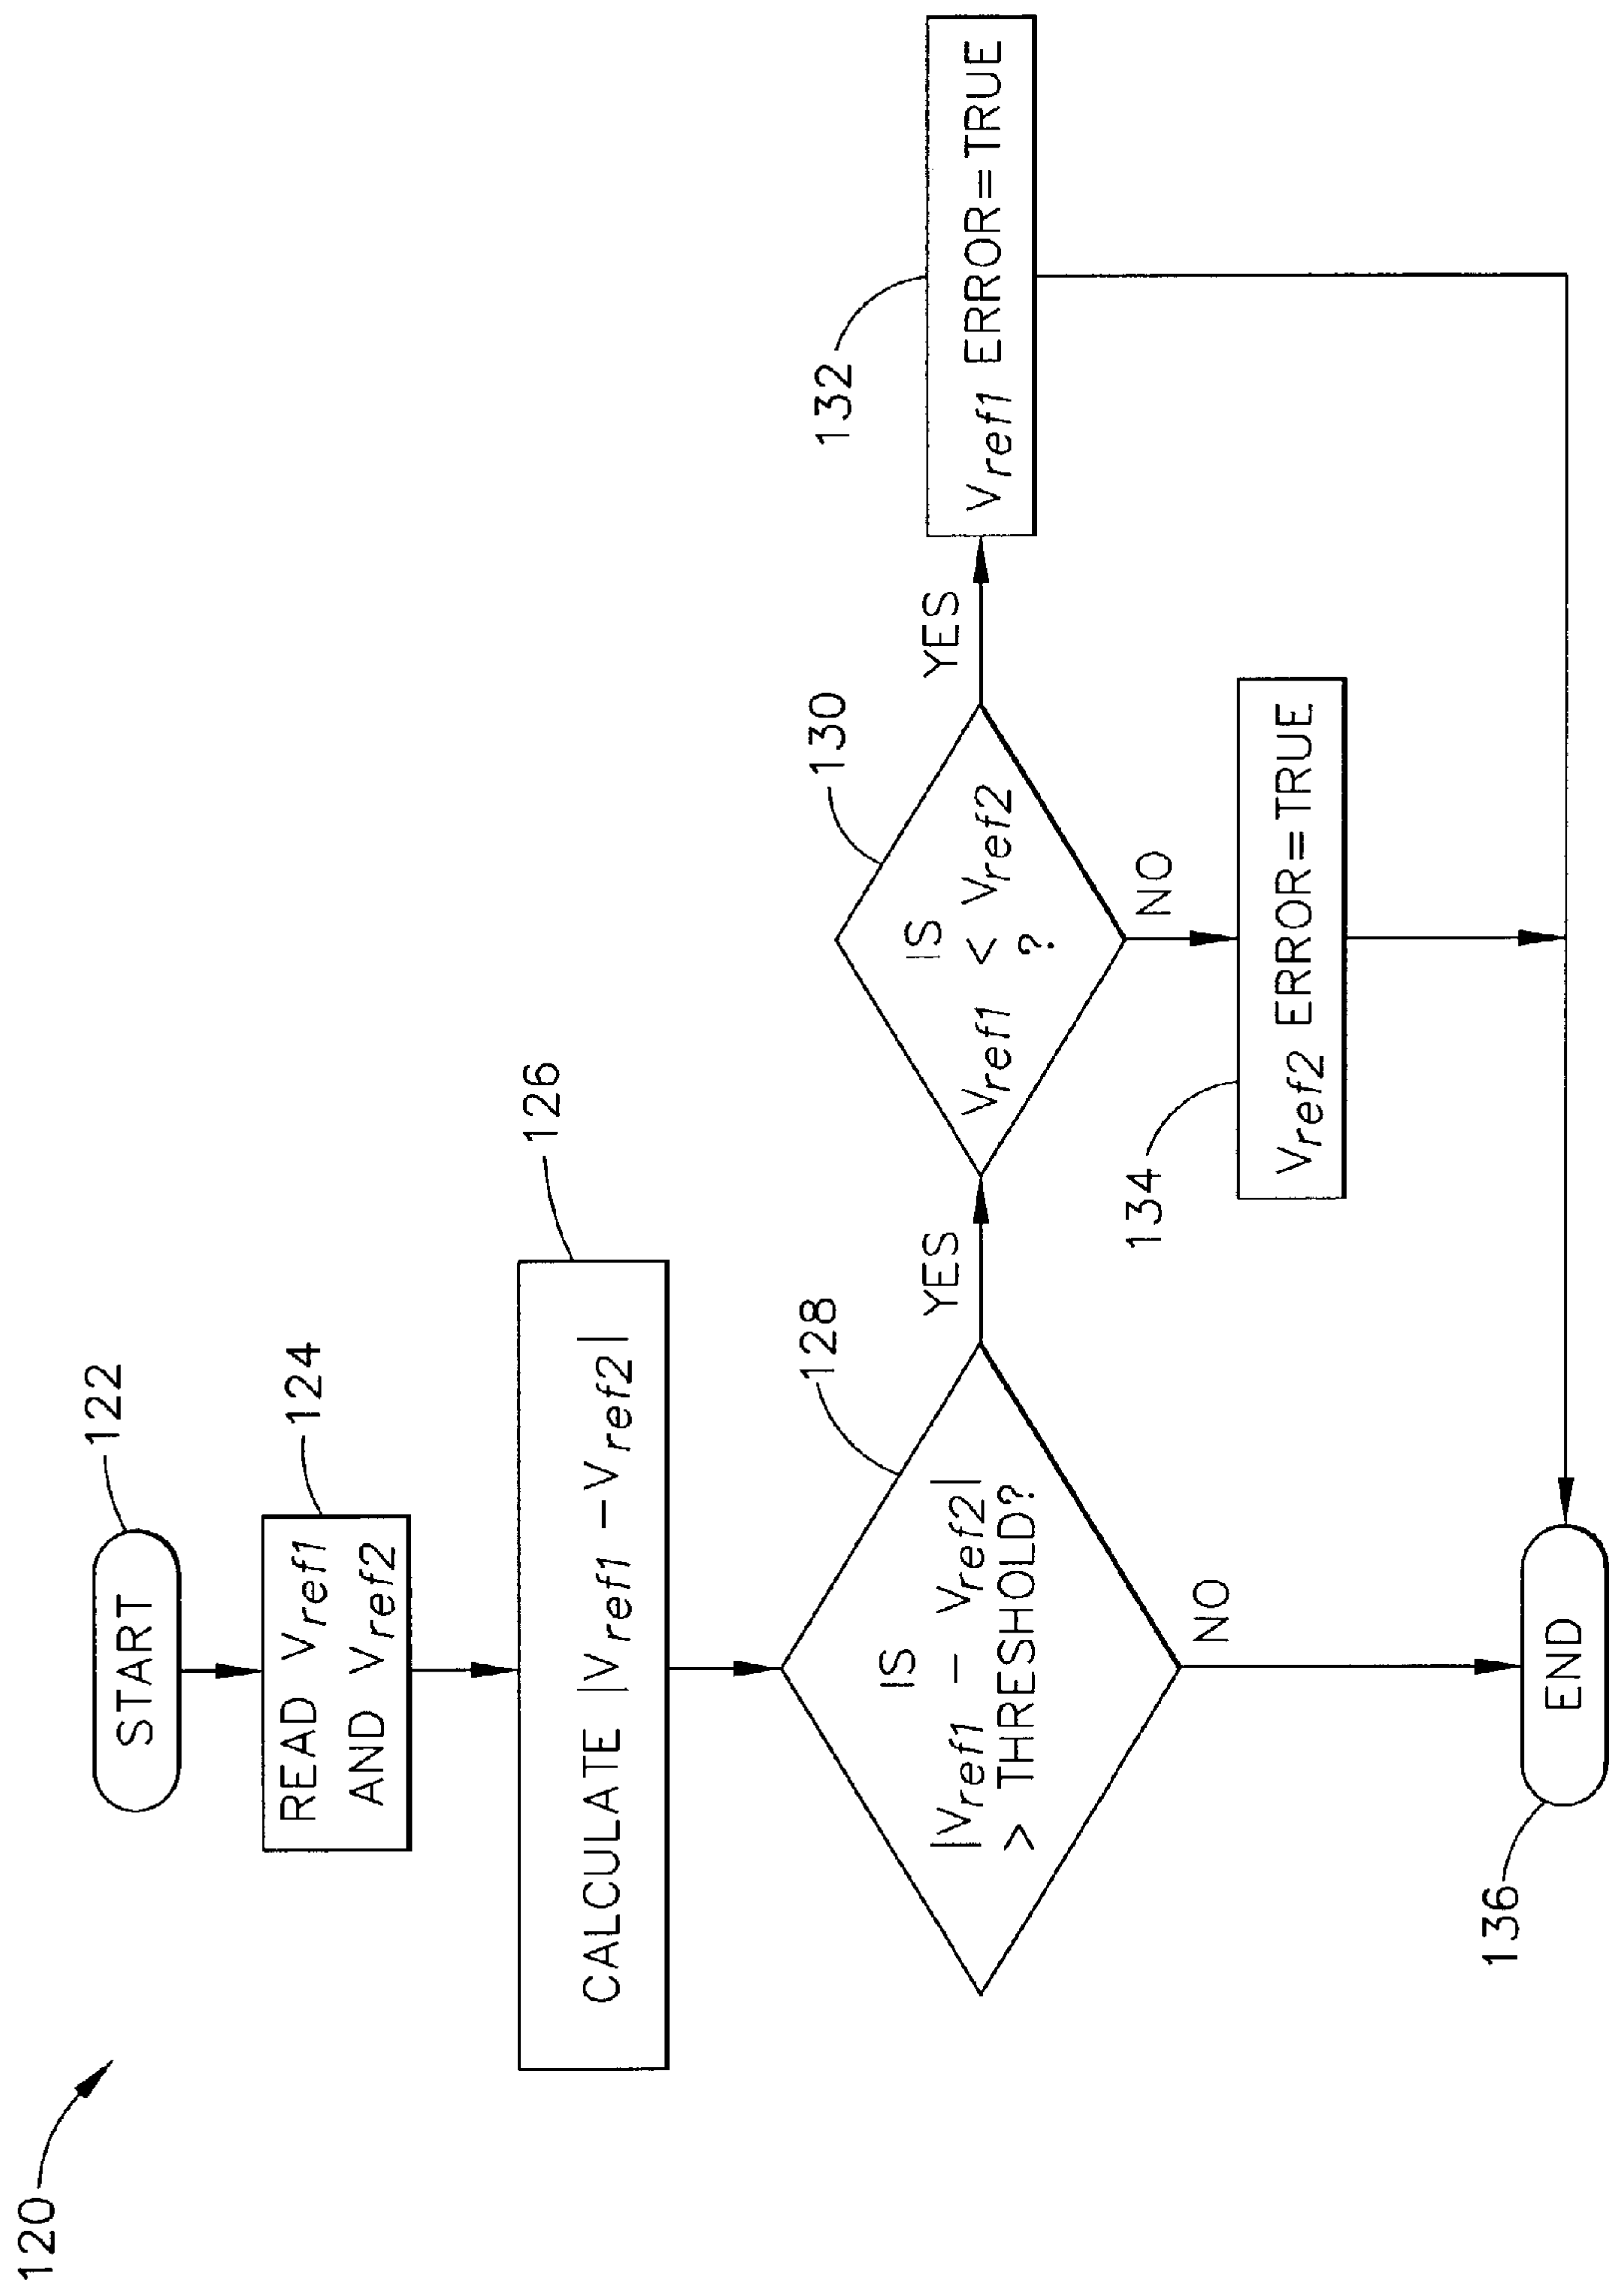 120
START
122
READ Vref1
AND Vref2
124
CALCULATE |Vref1 -Vref2|
126
IS
|Vref1 - Vref2|
> THRESHOLD?
128
YES
NO
IS
Vref1 < Vref2
?
130
YES
NO
Vref1 ERROR=TRUE
132
Vref2 ERROR=TRUE
134
END
136